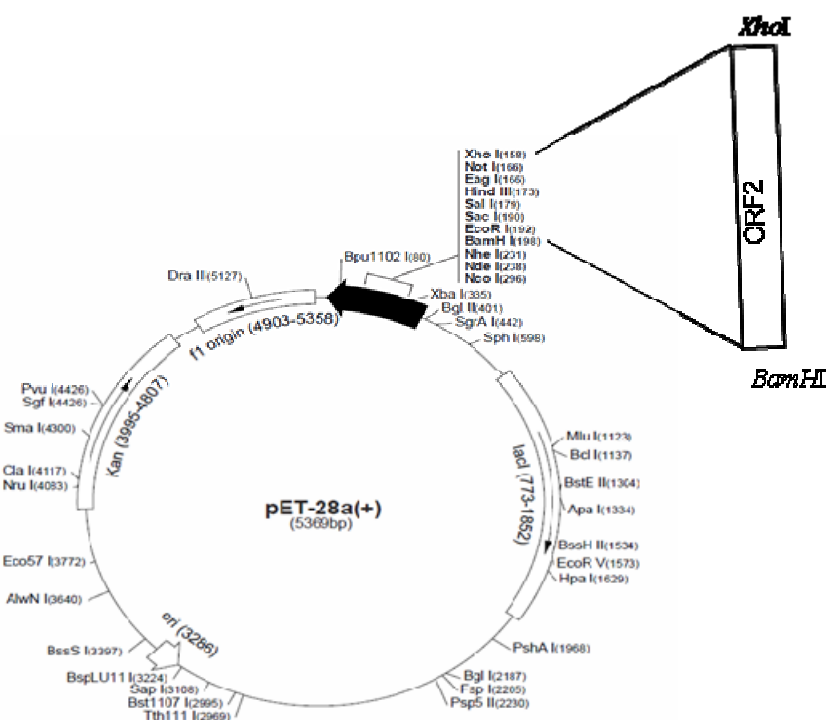 XhoI
Xho I(158)
Not I(166)
Eag I(166)
Hind III(173)
Sal I(179)
Sac I(190)
EcoR I(192)
BamH I(198)
Nhe I(231)
Nde I(238)
Nco I(296)
ORF2
BamHI
Bpu1102 I(80)
Dra III(5127)
Xba I(335)
Bgl II(401)
SgrA I(442)
Sph I(598)
f1 origin (4903-5358)
Kan (3995-4807)
Pvu I(4426)
Sgf I(4426)
Sma I(4300)
Cla I(4117)
Nru I(4083)
lacI (773-1852)
Mlu I(1123)
Bcl I(1137)
BstE II(1304)
Apa I(1334)
BssH II(1534)
EcoR V(1573)
Hpa I(1629)
pET-28a(+)
(5369bp)
Eco57 I(3772)
AlwN I(3640)
ori (3286)
BssS I(3397)
BspLU11 I(3224)
Sap I(3108)
Bst1107 I(2995)
Tth111 I(2969)
PshA I(1968)
Bgl I(2187)
Fsp I(2205)
Psp5 II(2230)